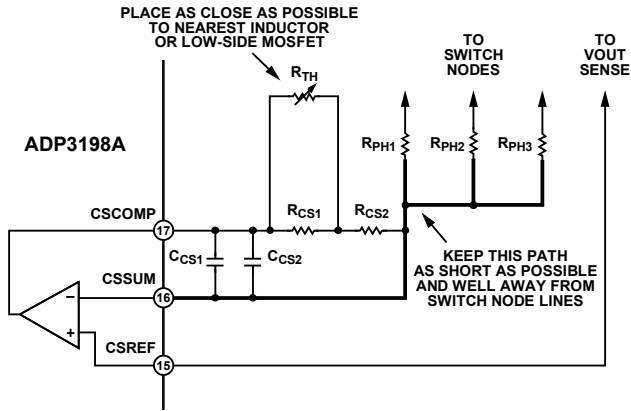 PLACE AS CLOSE AS POSSIBLE
TO NEAREST INDUCTOR
OR LOW-SIDE MOSFET
TO
SWITCH
NODES
TO
VOUT
SENSE
RTH
ADP3198A
RPH1
RPH2
RPH3
CSCOMP
17
RCS1
RCS2
CCS1
CCS2
KEEP THIS PATH
AS SHORT AS POSSIBLE
AND WELL AWAY FROM
SWITCH NODE LINES
CSSUM
16
–
+
CSREF
15